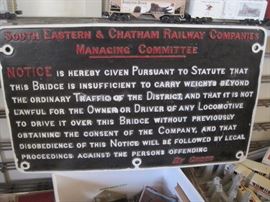 South Eastern & Chatham Railway Companies
Managing Committee
NOTICE is hereby given Pursuant to Statute that
this Bridge is insufficient to carry weights beyond
the ordinary Traffic of the District, and that it is not
lawful for the Owner or Driver of any Locomotive
to drive it over this Bridge without previously
obtaining the consent of the Company, and that
disobedience of this Notice will be followed by legal
proceedings against the persons offending
By Order